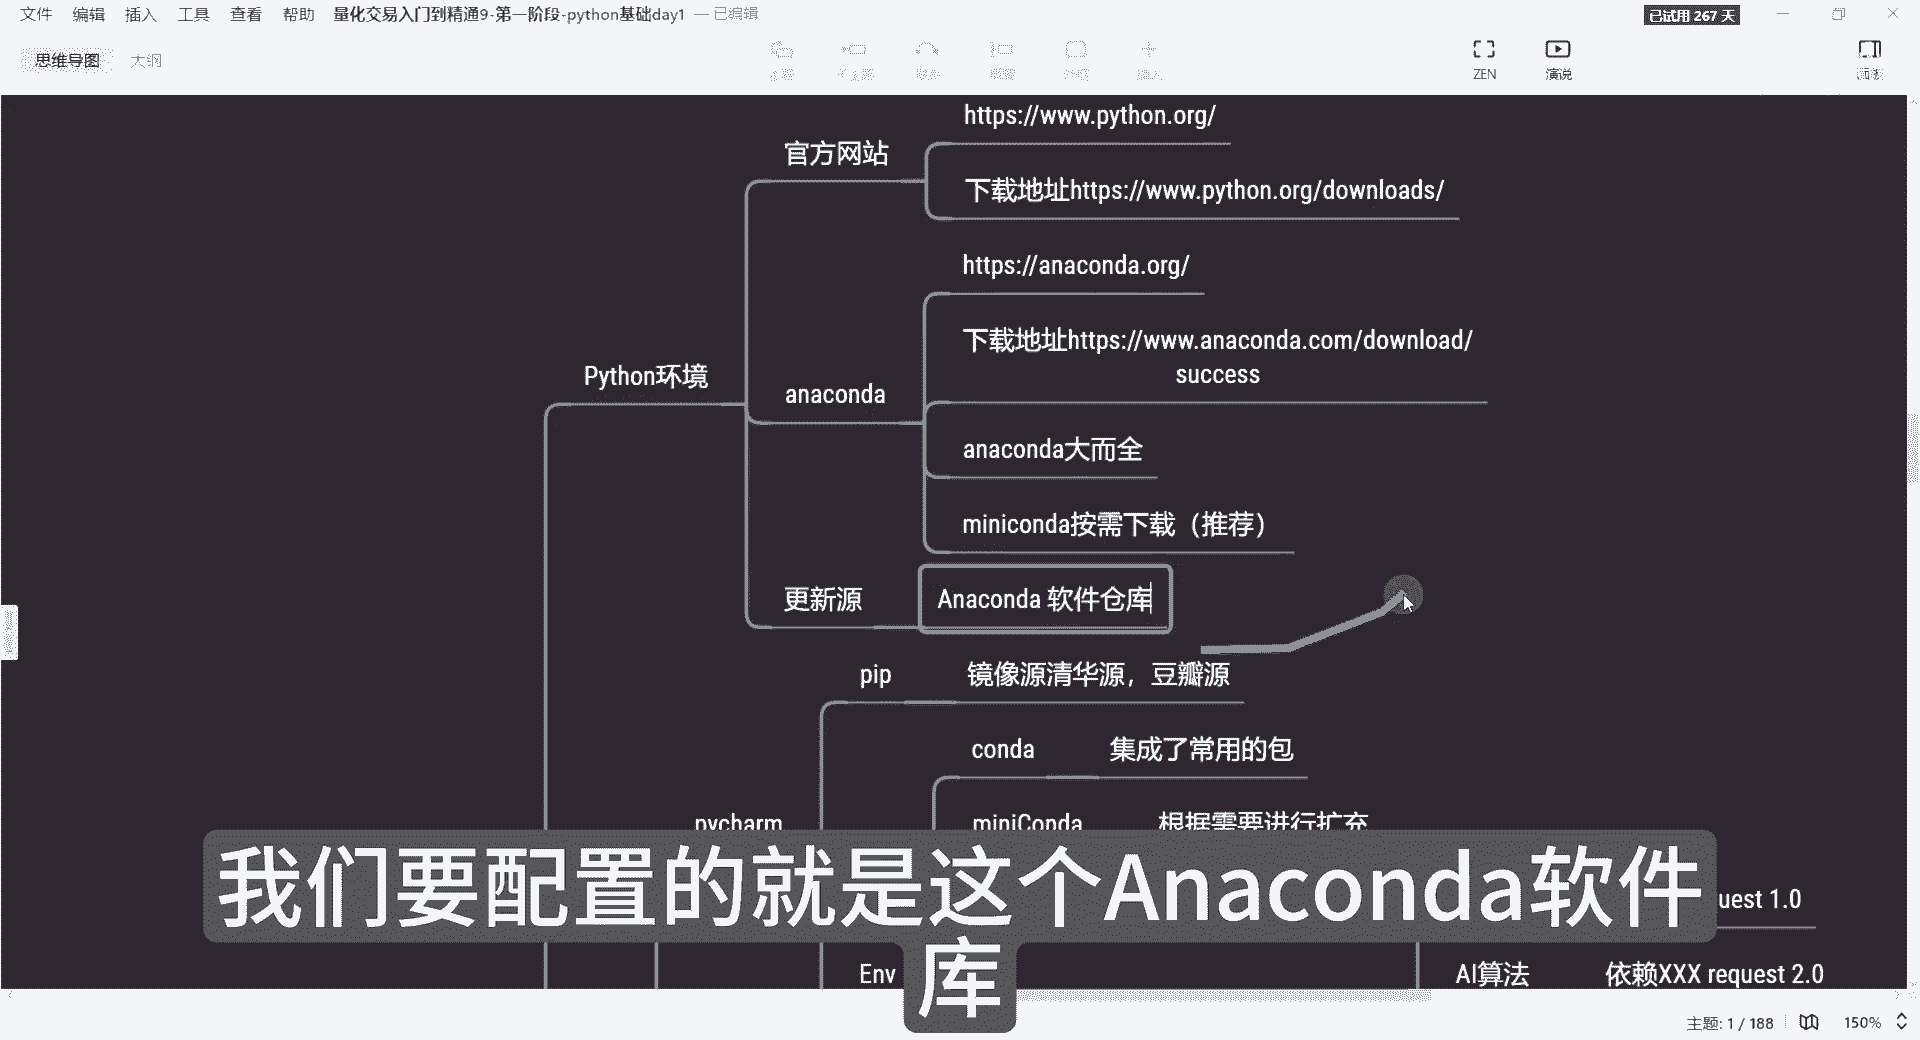 文件 编辑 插入 工具 查看 帮助 量化交易入门到精通9-第一阶段-python基础day1 — 已编辑 已试用 267 天
思维导图 大纲 ZEN 演说
https://www.python.org/
官方网站
下载地址https://www.python.org/downloads/
https://anaconda.org/
下载地址https://www.anaconda.com/download/
success
Python环境
anaconda
anaconda大而全
miniconda按需下载（推荐）
更新源 Anaconda 软件仓库
pip 镜像源清华源，豆瓣源
conda 集成了常用的包
pycharm miniConda 根据需要进行扩充
我们要配置的就是这个Anaconda软件
库
uest 1.0
Env AI算法 依赖XXX request 2.0
主题: 1 / 188 150%